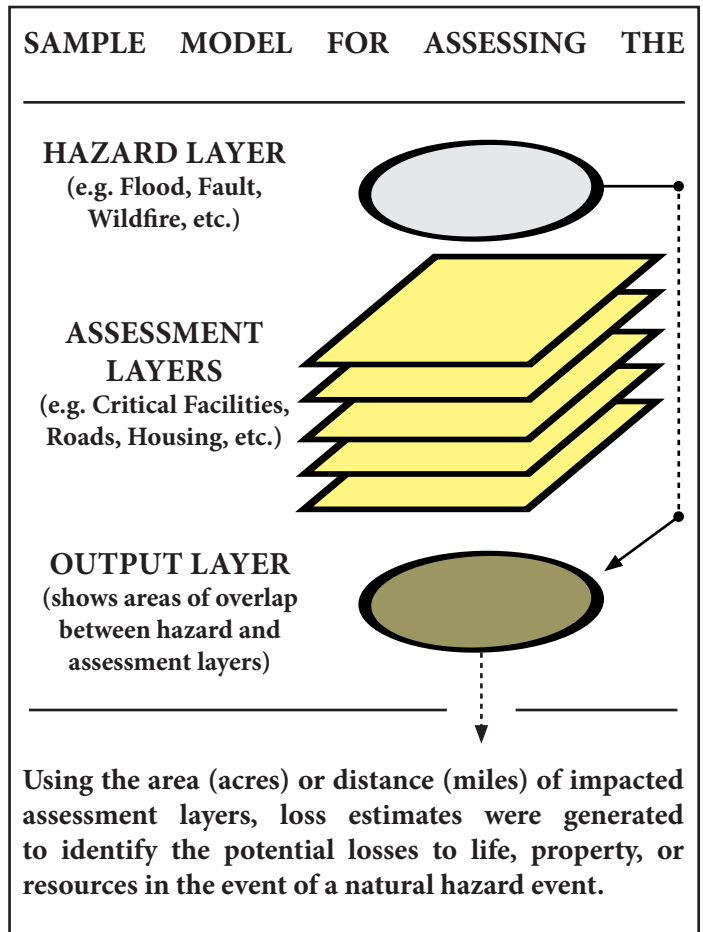 SAMPLE MODEL FOR ASSESSING THE
HAZARD LAYER
(e.g. Flood, Fault,
Wildfire, etc.)
ASSESSMENT
LAYERS
(e.g. Critical Facilities,
Roads, Housing, etc.)
OUTPUT LAYER
(shows areas of overlap
between hazard and
assessment layers)
Using the area (acres) or distance (miles) of impacted
assessment layers, loss estimates were generated
to identify the potential losses to life, property, or
resources in the event of a natural hazard event.